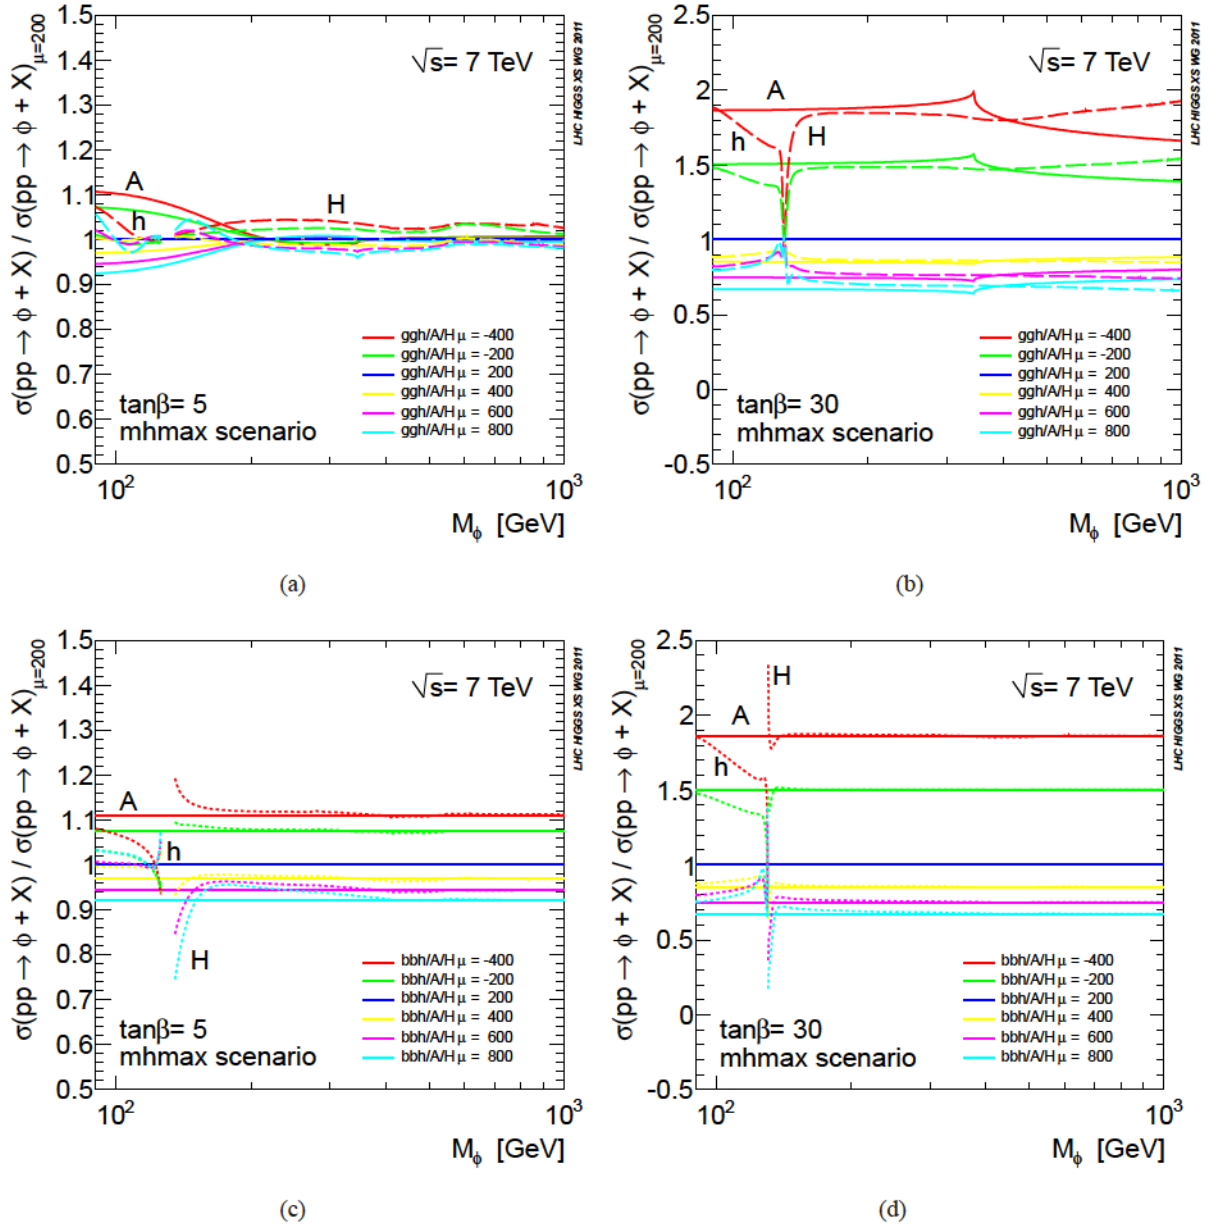 σ(pp → ϕ + X) / σ(pp → ϕ + X)μ=200
1.5
1.4
1.3
1.2
1.1
1
0.9
0.8
0.7
0.6
0.5
√s= 7 TeV
LHC HIGGS XS WG 2011
A
h
H
ggh/A/H μ = -400
ggh/A/H μ = -200
ggh/A/H μ = 200
ggh/A/H μ = 400
ggh/A/H μ = 600
ggh/A/H μ = 800
tanβ= 5
mhmax scenario
10²
10³
Mϕ [GeV]
(a)
σ(pp → ϕ + X) / σ(pp → ϕ + X)μ=200
2.5
2
1.5
1
0.5
0
-0.5
√s= 7 TeV
LHC HIGGS XS WG 2011
A
h
H
ggh/A/H μ = -400
ggh/A/H μ = -200
ggh/A/H μ = 200
ggh/A/H μ = 400
ggh/A/H μ = 600
ggh/A/H μ = 800
tanβ= 30
mhmax scenario
10²
10³
Mϕ [GeV]
(b)
σ(pp → ϕ + X) / σ(pp → ϕ + X)μ=200
1.5
1.4
1.3
1.2
1.1
1
0.9
0.8
0.7
0.6
0.5
√s= 7 TeV
LHC HIGGS XS WG 2011
A
h
H
bbh/A/H μ = -400
bbh/A/H μ = -200
bbh/A/H μ = 200
bbh/A/H μ = 400
bbh/A/H μ = 600
bbh/A/H μ = 800
tanβ= 5
mhmax scenario
10²
10³
Mϕ [GeV]
(c)
σ(pp → ϕ + X) / σ(pp → ϕ + X)μ=200
2.5
2
1.5
1
0.5
0
-0.5
√s= 7 TeV
LHC HIGGS XS WG 2011
H
A
h
bbh/A/H μ = -400
bbh/A/H μ = -200
bbh/A/H μ = 200
bbh/A/H μ = 400
bbh/A/H μ = 600
bbh/A/H μ = 800
tanβ= 30
mhmax scenario
10²
10³
Mϕ [GeV]
(d)